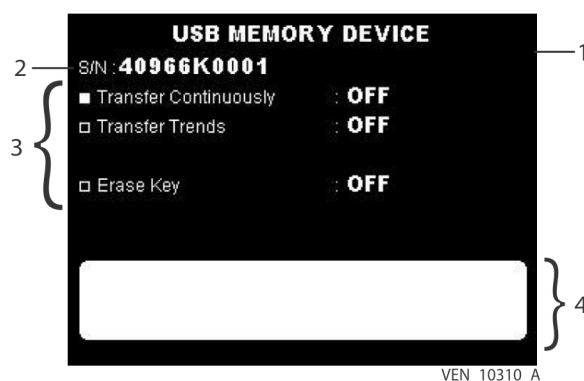 USB MEMORY DEVICE
1
2
S/N : 40966K0001
3
Transfer Continuously : OFF
Transfer Trends : OFF
Erase Key : OFF
4
VEN 10310 A